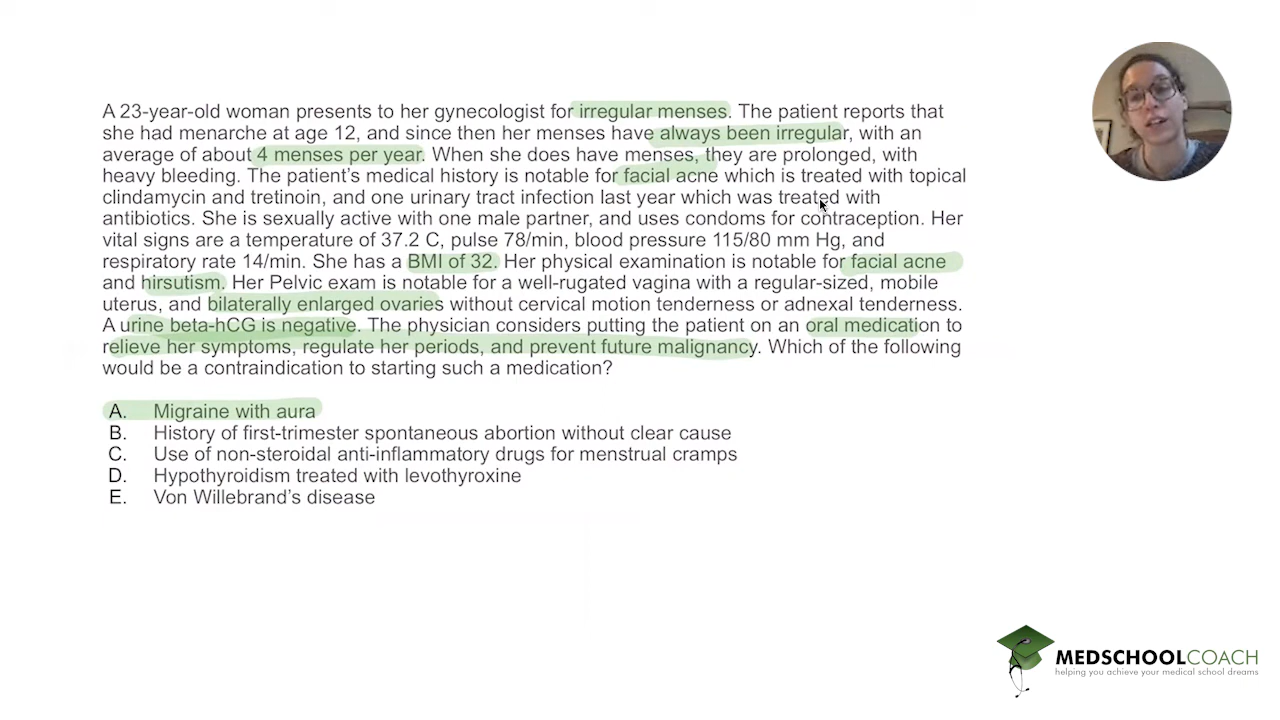 A 23-year-old woman presents to her gynecologist for irregular menses. The patient reports that
she had menarche at age 12, and since then her menses have always been irregular, with an
average of about 4 menses per year. When she does have menses, they are prolonged, with
heavy bleeding. The patient's medical history is notable for facial acne which is treated with topical
clindamycin and tretinoin, and one urinary tract infection last year which was treated with
antibiotics. She is sexually active with one male partner, and uses condoms for contraception. Her
vital signs are a temperature of 37.2 C, pulse 78/min, blood pressure 115/80 mm Hg, and
respiratory rate 14/min. She has a BMI of 32. Her physical examination is notable for facial acne
and hirsutism. Her Pelvic exam is notable for a well-rugated vagina with a regular-sized, mobile
uterus, and bilaterally enlarged ovaries without cervical motion tenderness or adnexal tenderness.
A urine beta-hCG is negative. The physician considers putting the patient on an oral medication to
relieve her symptoms, regulate her periods, and prevent future malignancy. Which of the following
would be a contraindication to starting such a medication?
A. Migraine with aura
B. History of first-trimester spontaneous abortion without clear cause
C. Use of non-steroidal anti-inflammatory drugs for menstrual cramps
D. Hypothyroidism treated with levothyroxine
E. Von Willebrand's disease
MEDSCHOOLCOACH
helping you achieve your medical school dreams